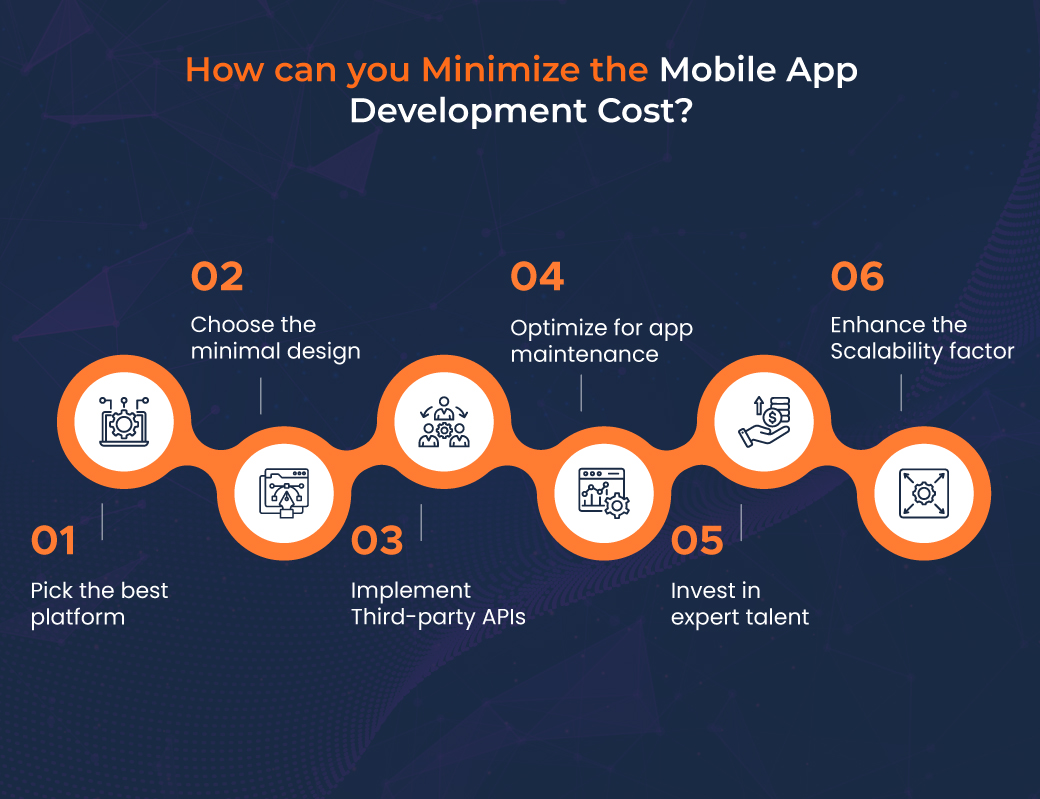 How can you Minimize the Mobile App
Development Cost?
01
Pick the best
platform
02
Choose the
minimal design
03
Implement
Third-party APIs
04
Optimize for app
maintenance
05
Invest in
expert talent
06
Enhance the
Scalability factor